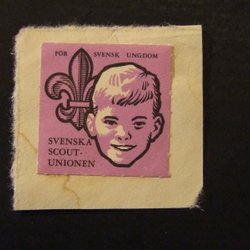 FÖR SVENSK UNGDOM
SVENSKA
SCOUT-
UNIONEN